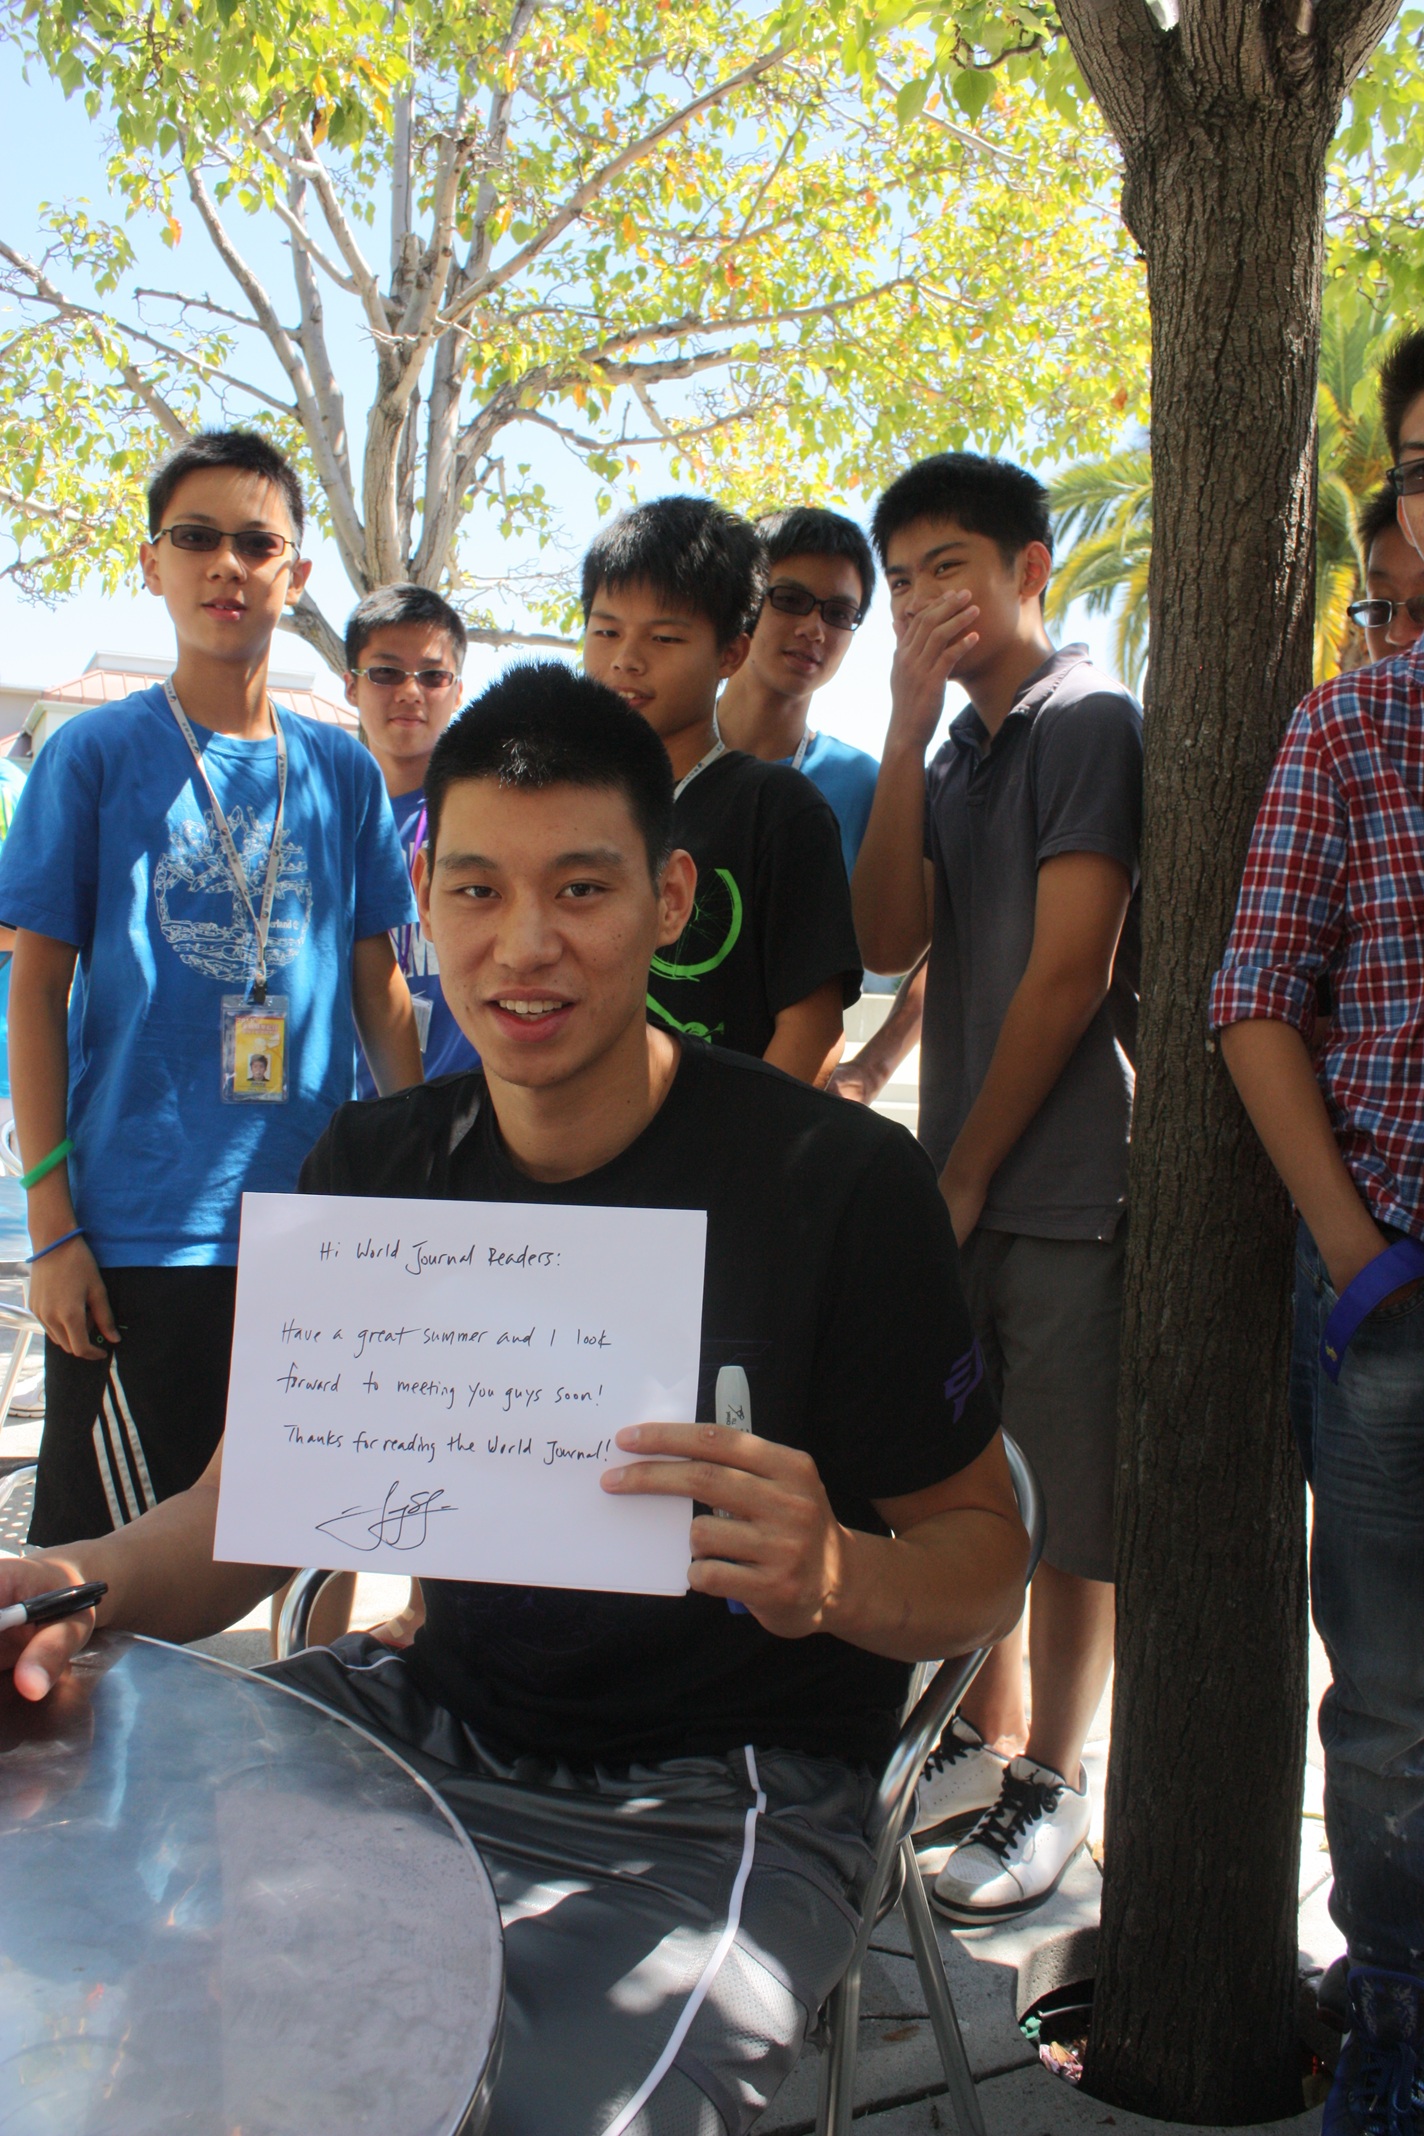 Hi World Journal Readers:
Have a great summer and I look
forward to meeting you guys soon!
Thanks for reading the World Journal!